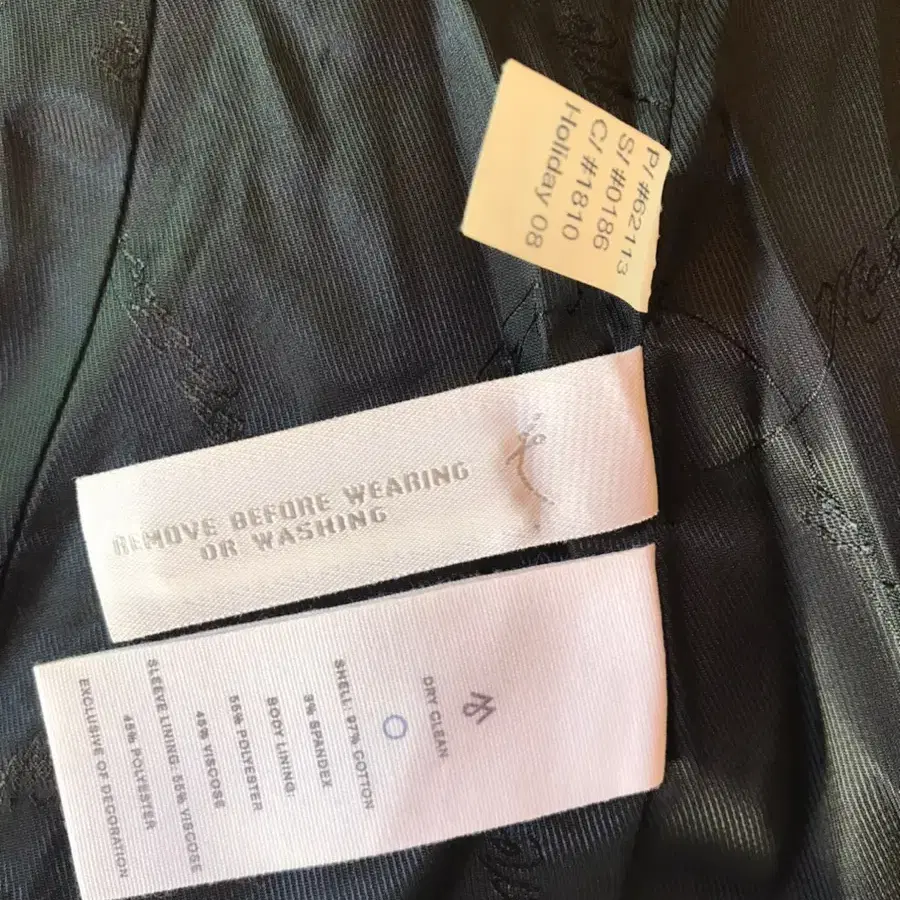 P/ #62113
S/ #0186
C/ #1810
Holiday 08
REMOVE BEFORE WEARING
OR WASHING
DRY CLEAN
SHELL: 97% COTTON
3% SPANDEX
BODY LINING:
55% POLYESTER
45% VISCOSE
SLEEVE LINING: 55% VISCOSE
45% POLYESTER
EXCLUSIVE OF DECORATION